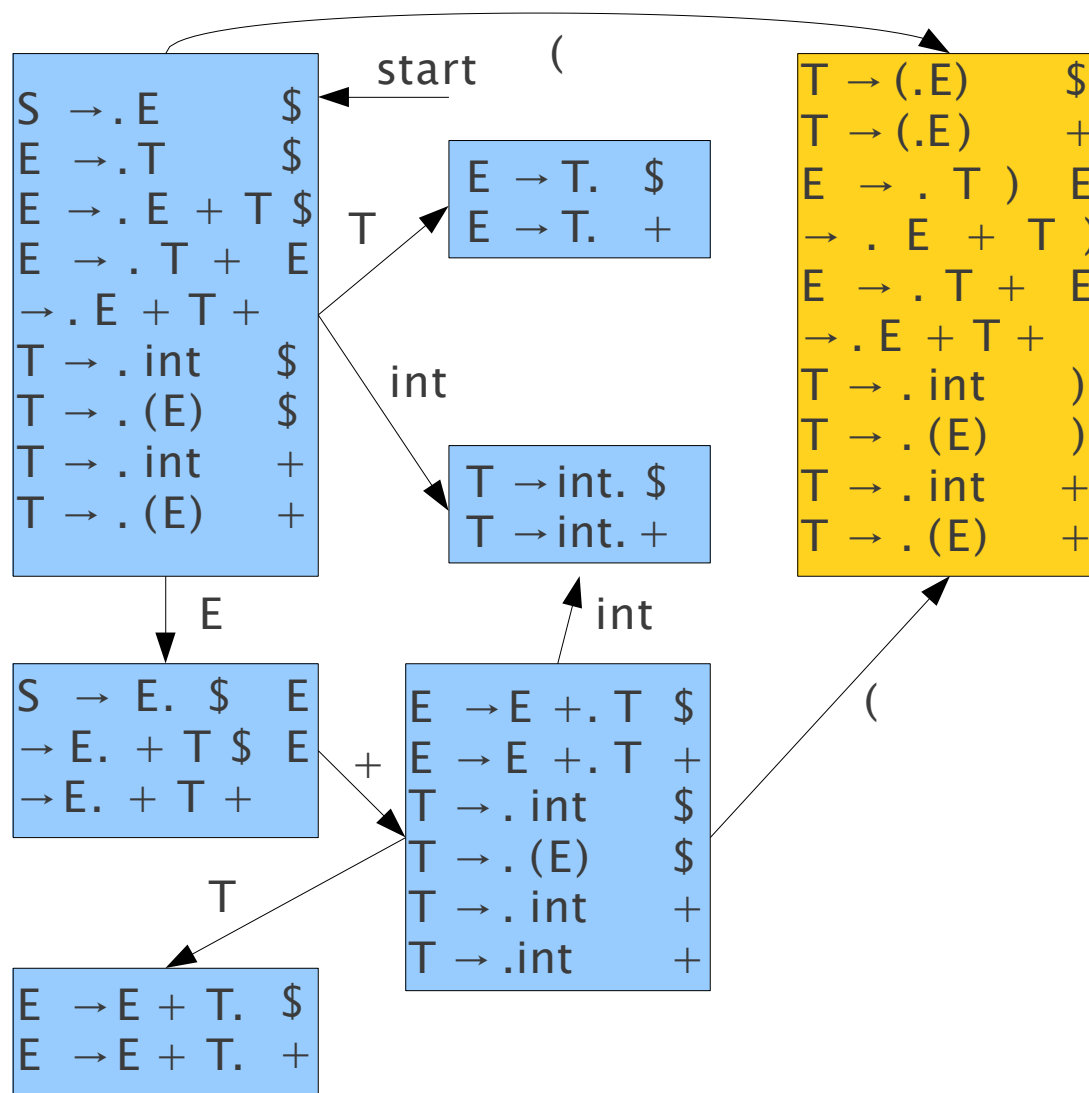 (
start
S → . E $
E → . T $
E → . E + T $
E → . T + E
→ . E + T +
T → . int $
T → . (E) $
T → . int +
T → . (E) +
E → T. $
E → T. +
T
int
T → int. $
T → int. +
T → (.E) $
T → (.E) +
E → . T ) E
→ . E + T )
E → . T + E
→ . E + T +
T → . int )
T → . (E) )
T → . int +
T → . (E) +
E
int
(
S → E. $ E
→ E. + T $ E
→ E. + T +
+
E → E +. T $
E → E +. T +
T → . int $
T → . (E) $
T → . int +
T → .int +
T
E → E + T. $
E → E + T. +